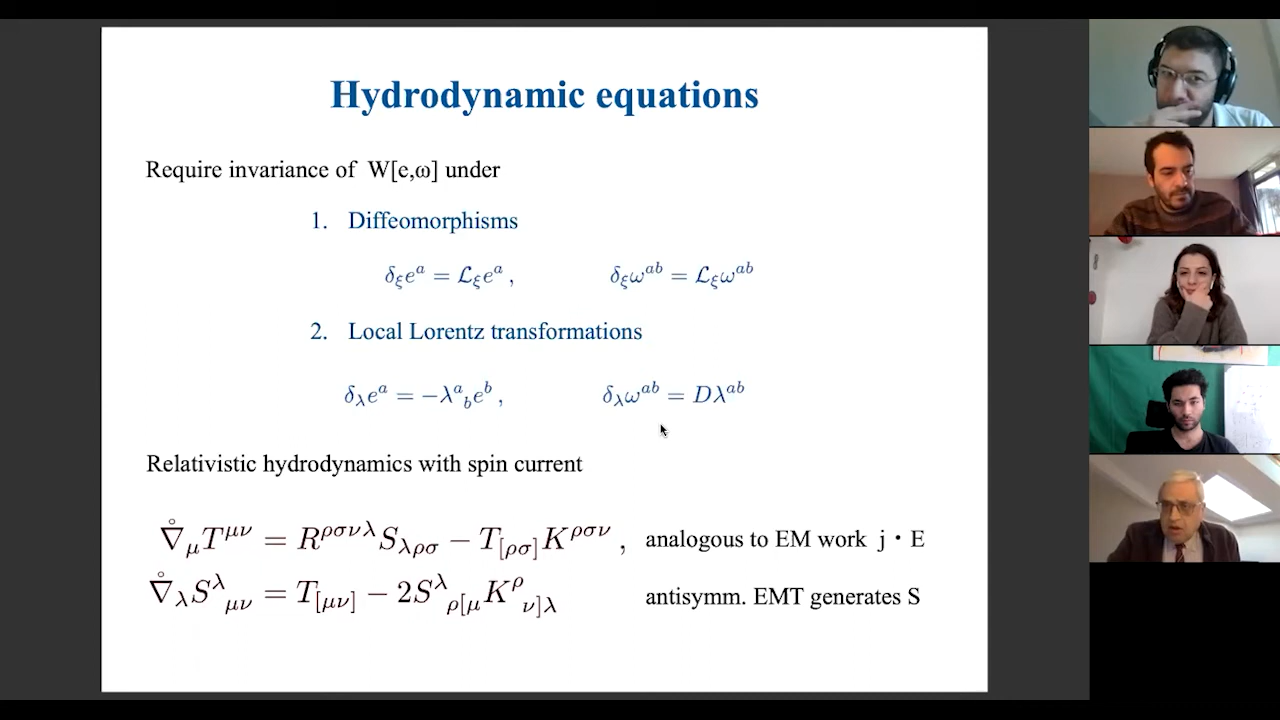 Hydrodynamic equations
Require invariance of W[e,ω] under
1. Diffeomorphisms
δ_ξ e^a = ℒ_ξ e^a , δ_ξ ω^{ab} = ℒ_ξ ω^{ab}
2. Local Lorentz transformations
δ_λ e^a = −λ^a_b e^b , δ_λ ω^{ab} = Dλ^{ab}
Relativistic hydrodynamics with spin current
∇̊_μ T^{μν} = R^{ρσνλ} S_{λρσ} − T_{[ρσ]} K^{ρσν} , analogous to EM work j · E
∇̊_λ S^λ_{μν} = T_{[μν]} − 2S^λ_{ρ[μ} K^ρ_{ν]λ} antisymm. EMT generates S